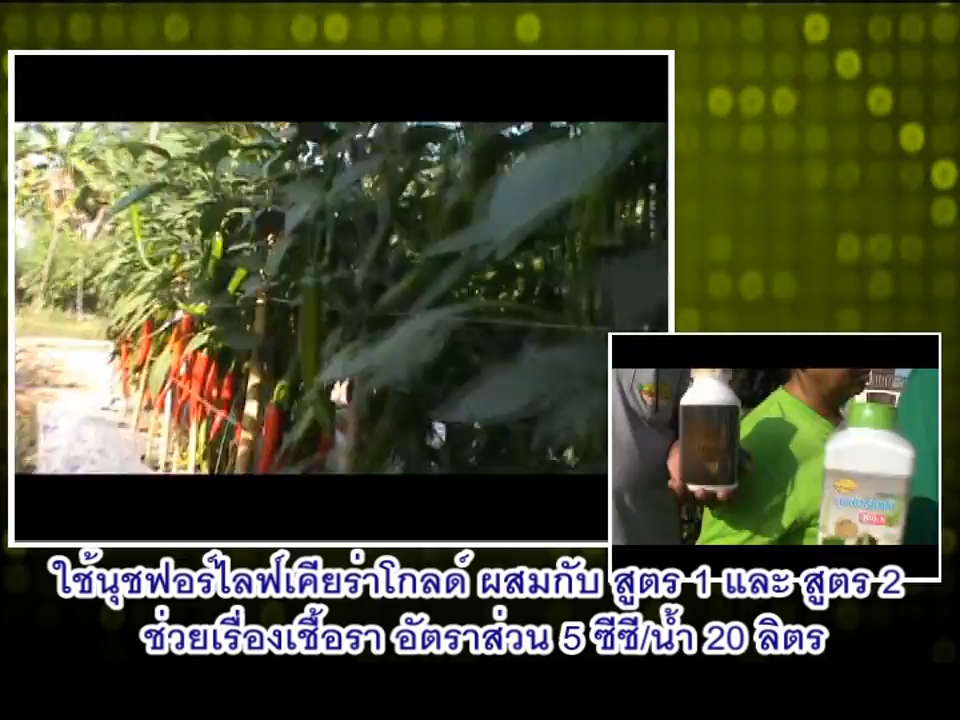 ใช้นุชฟอร์ไลฟ์เคียร่าโกลด์ ผสมกับ สูตร 1 และ สูตร 2
ช่วยเรื่องเชื้อรา อัตราส่วน 5 ซีซี/น้ำ 20 ลิตร